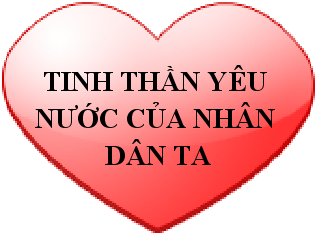 TINH THẦN YÊU
NƯỚC CỦA NHÂN
DÂN TA